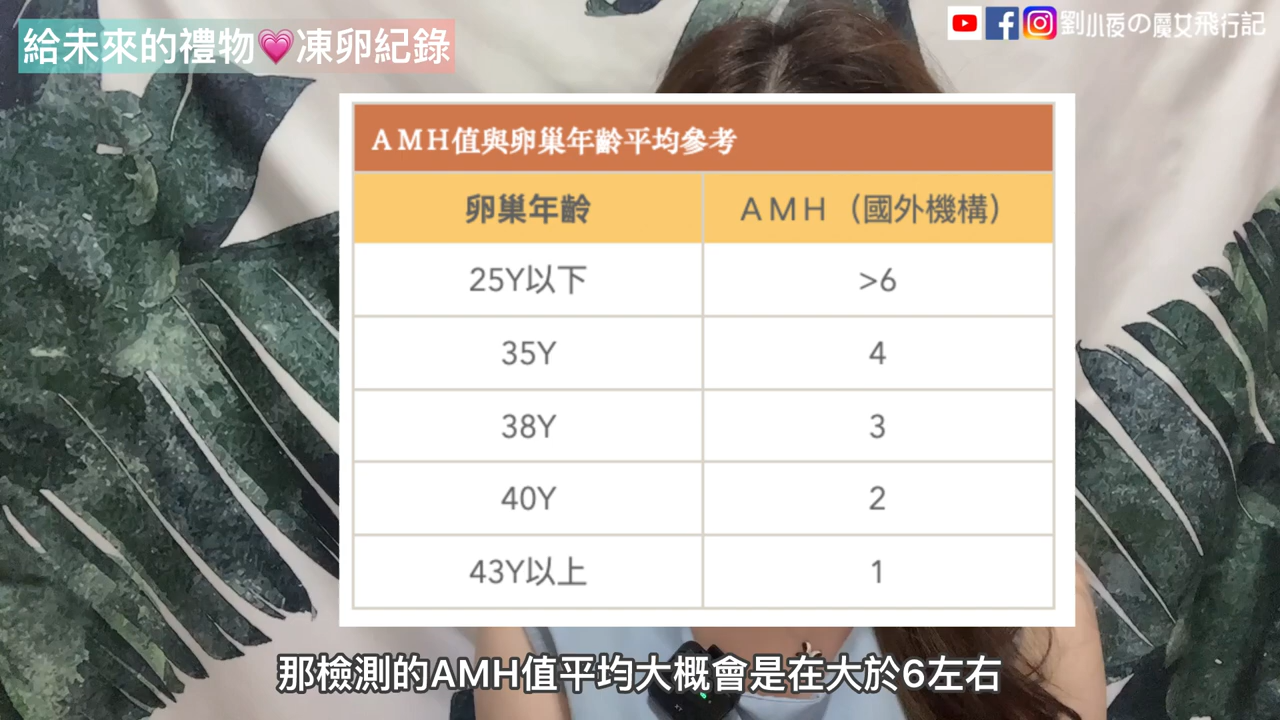 給未來的禮物💗凍卵紀錄
劉小夜の魔女飛行記
AMH值與卵巢年齡平均參考
卵巢年齡 AMH（國外機構）
25Y以下 >6
35Y 4
38Y 3
40Y 2
43Y以上 1
那檢測的AMH值平均大概會是在大於6左右